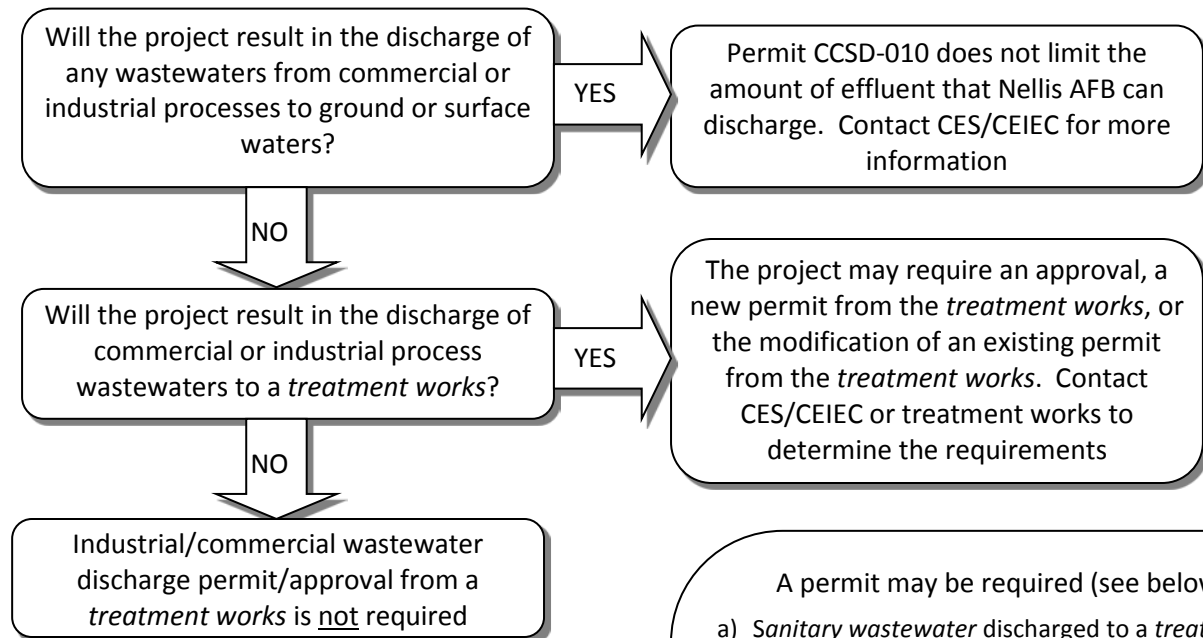 Will the project result in the discharge of
any wastewaters from commercial or
industrial processes to ground or surface
waters?
YES
Permit CCSD-010 does not limit the
amount of effluent that Nellis AFB can
discharge. Contact CES/CEIEC for more
information
NO
Will the project result in the discharge of
commercial or industrial process
wastewaters to a treatment works?
YES
The project may require an approval, a
new permit from the treatment works, or
the modification of an existing permit
from the treatment works. Contact
CES/CEIEC or treatment works to
determine the requirements
NO
Industrial/commercial wastewater
discharge permit/approval from a
treatment works is not required
A permit may be required (see below
a) Sanitary wastewater discharged to a